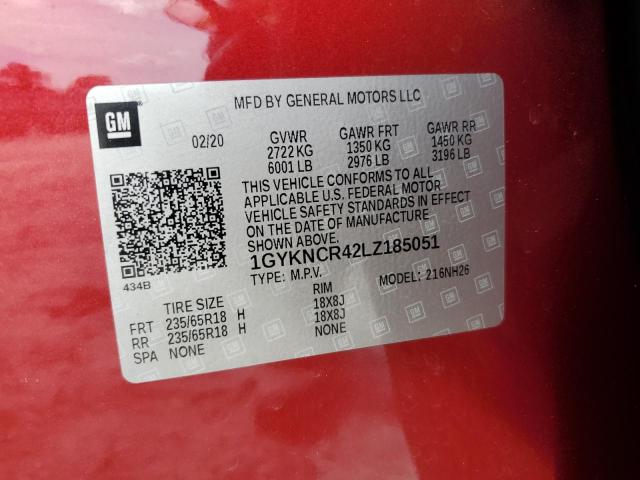 GM
MFD BY GENERAL MOTORS LLC
02/20 GVWR GAWR FRT GAWR RR
2722 KG 1350 KG 1450 KG
6001 LB 2976 LB 3196 LB
THIS VEHICLE CONFORMS TO ALL
APPLICABLE U.S. FEDERAL MOTOR
VEHICLE SAFETY STANDARDS IN EFFECT
ON THE DATE OF MANUFACTURE
SHOWN ABOVE.
1GYKNCR42LZ185051
434B TYPE: M.P.V. MODEL: 216NH26
TIRE SIZE RIM
FRT 235/65R18 H 18X8J
RR 235/65R18 H 18X8J
SPA NONE NONE